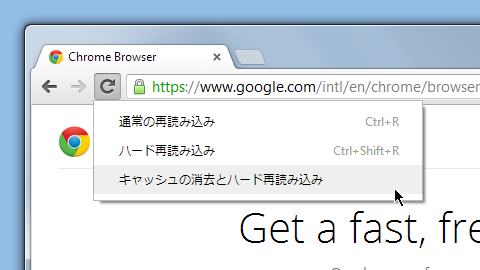 Chrome Browser
https://www.google.com/intl/en/chrome/browser
通常の再読み込み Ctrl+R
ハード再読み込み Ctrl+Shift+R
キャッシュの消去とハード再読み込み
Get a fast, fre